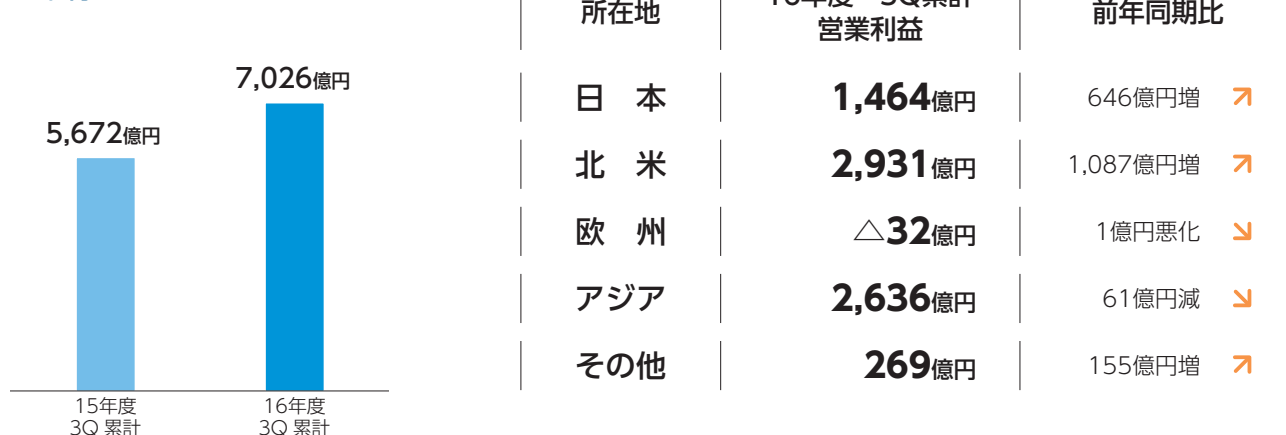 7,026億円
5,672億円
15年度
3Q 累計
16年度
3Q 累計
所在地
営業利益
前年同期比
日 本 1,464億円 646億円増
北 米 2,931億円 1,087億円増
欧 州 △32億円 1億円悪化
アジア 2,636億円 61億円減
その他 269億円 155億円増